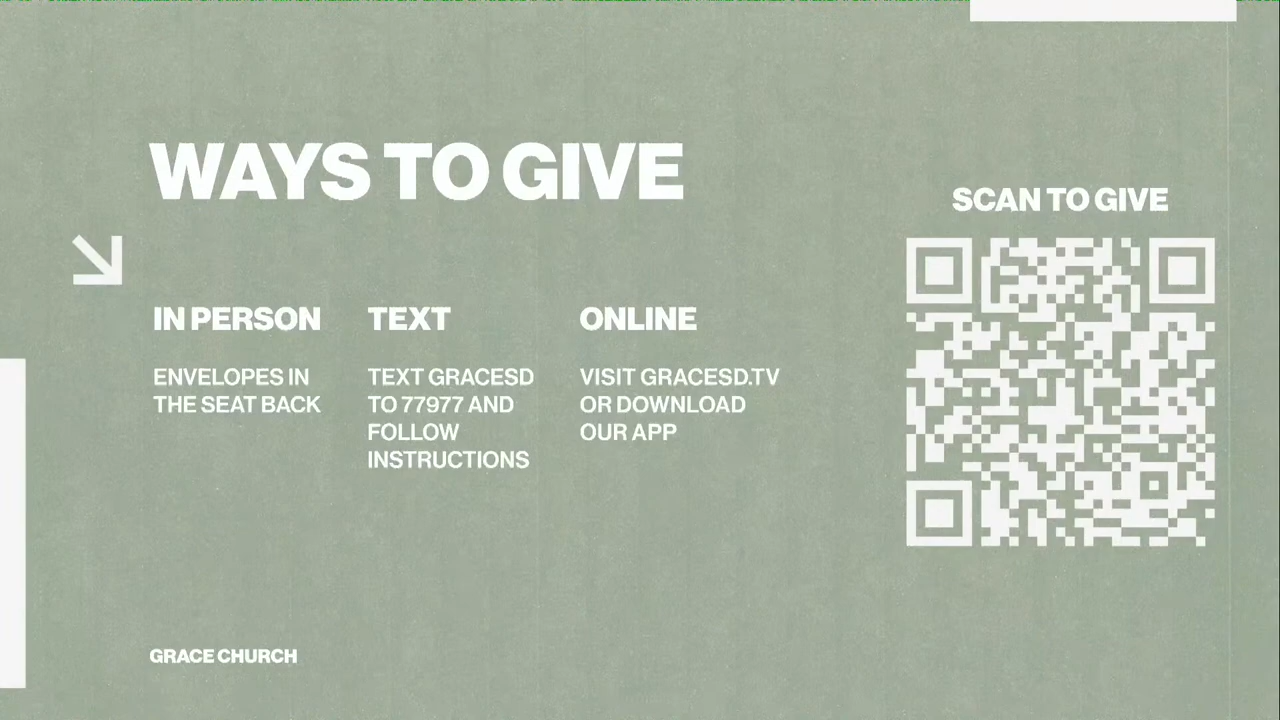 WAYS TO GIVE
SCAN TO GIVE
IN PERSON
ENVELOPES IN
THE SEAT BACK
TEXT
TEXT GRACESD
TO 77977 AND
FOLLOW
INSTRUCTIONS
ONLINE
VISIT GRACESD.TV
OR DOWNLOAD
OUR APP
GRACE CHURCH